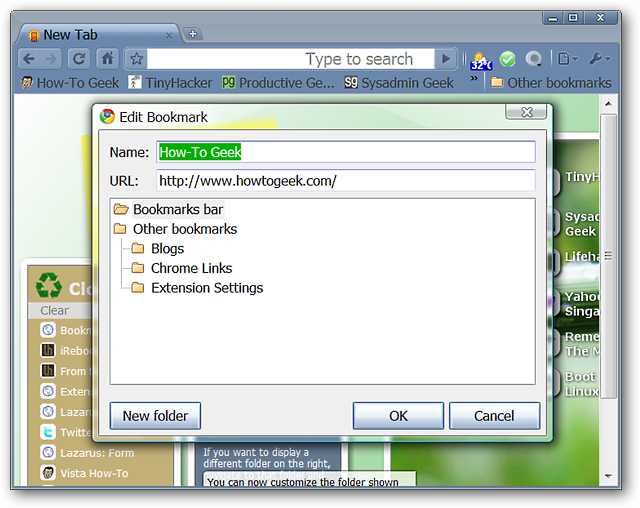 New Tab
Type to search
32°
How-To Geek TinyHacker Productive Ge... Sysadmin Geek » Other bookmarks
Edit Bookmark
Name: How-To Geek
URL: http://www.howtogeek.com/
Bookmarks bar
Other bookmarks
Blogs
Chrome Links
Extension Settings
New folder OK Cancel
Clo
Clear
Bookm
iRebo
From
Exten
Lazar
Twitte
Lazarus: Form
Vista How-To
TinyH
Sysad
Geek
Lifeha
Yahoo
Singa
Reme
The M
Boot
Linux
If you want to display a
different folder on the right,
You can now customize the folder shown